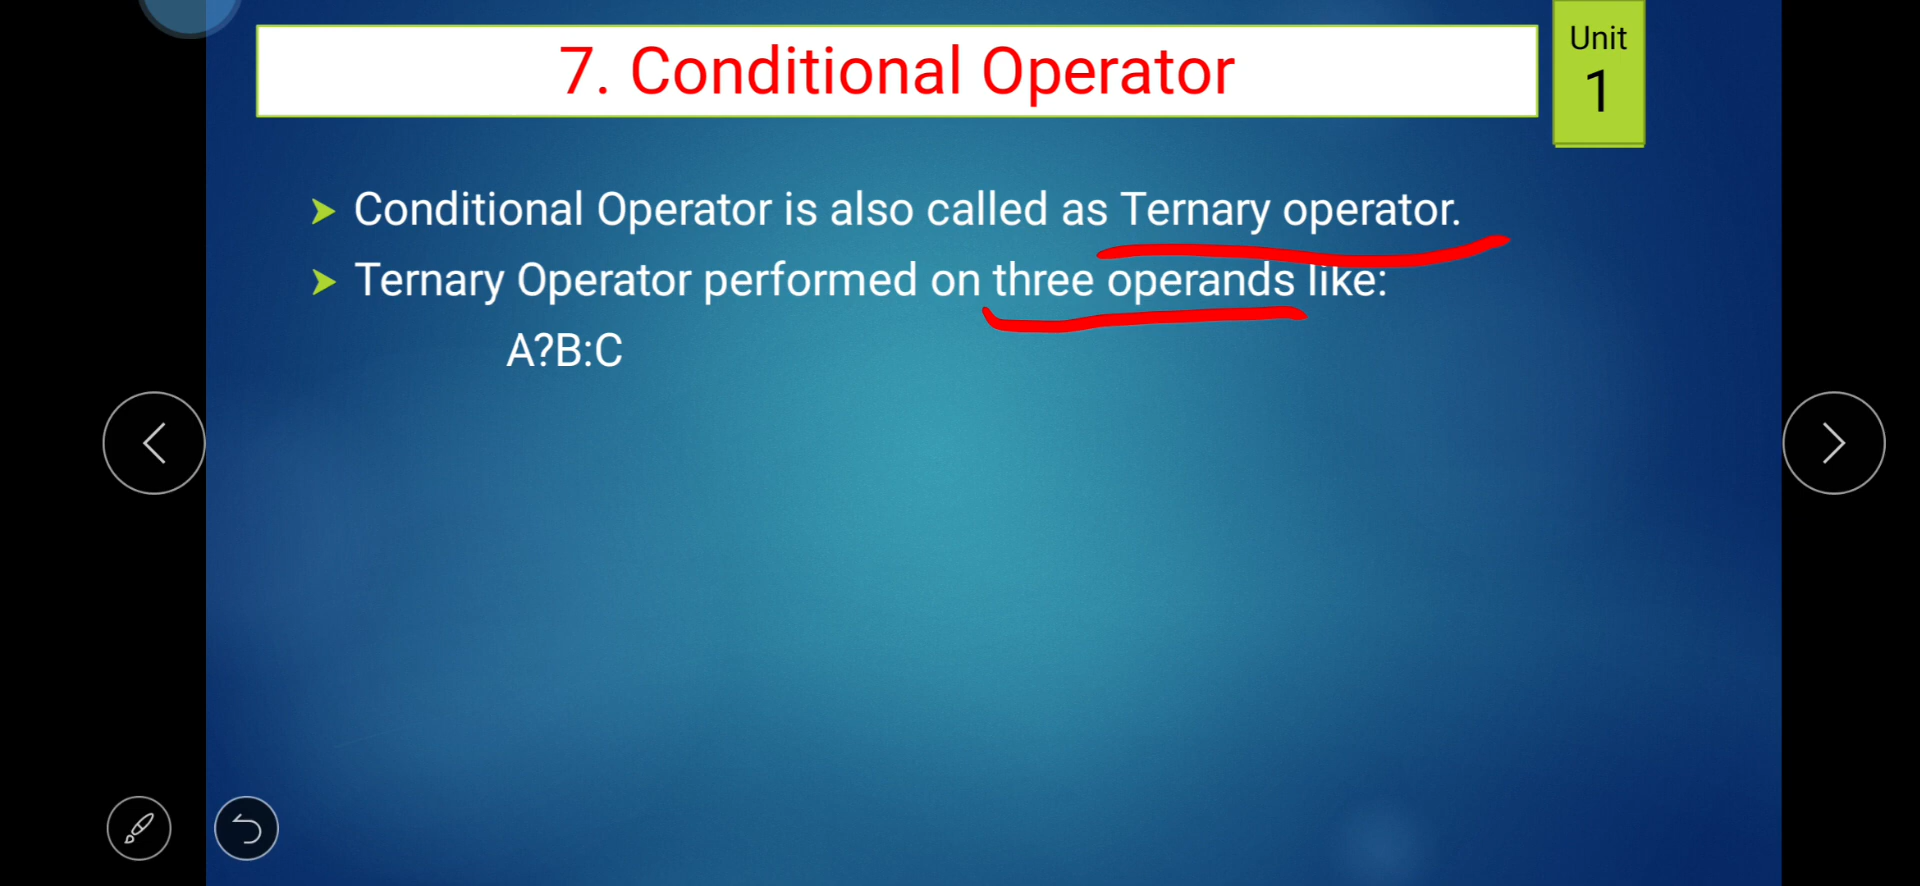 7. Conditional Operator
Unit
1
Conditional Operator is also called as Ternary operator.
Ternary Operator performed on three operands like:
A?B:C